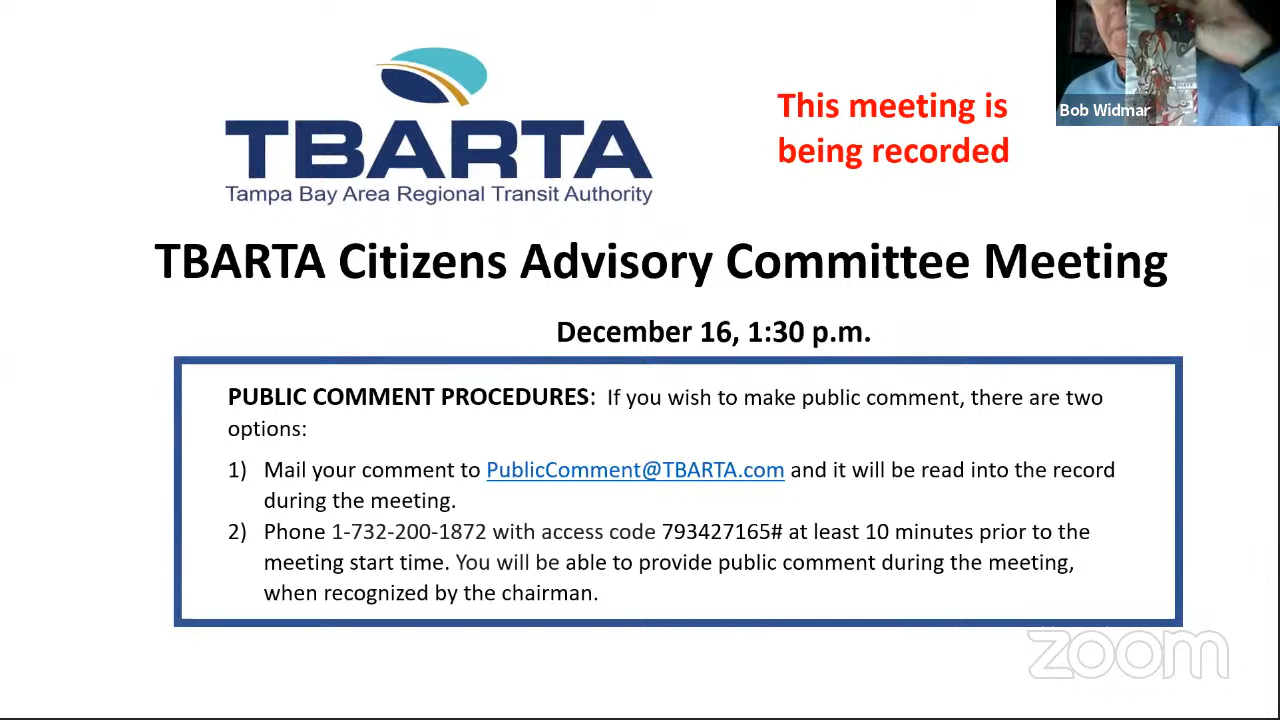 TBARTA
Tampa Bay Area Regional Transit Authority
This meeting is
being recorded
Bob Widmar
TBARTA Citizens Advisory Committee Meeting
December 16, 1:30 p.m.
PUBLIC COMMENT PROCEDURES: If you wish to make public comment, there are two
options:
1) Mail your comment to PublicComment@TBARTA.com and it will be read into the record
during the meeting.
2) Phone 1-732-200-1872 with access code 793427165# at least 10 minutes prior to the
meeting start time. You will be able to provide public comment during the meeting,
when recognized by the chairman.
zoom